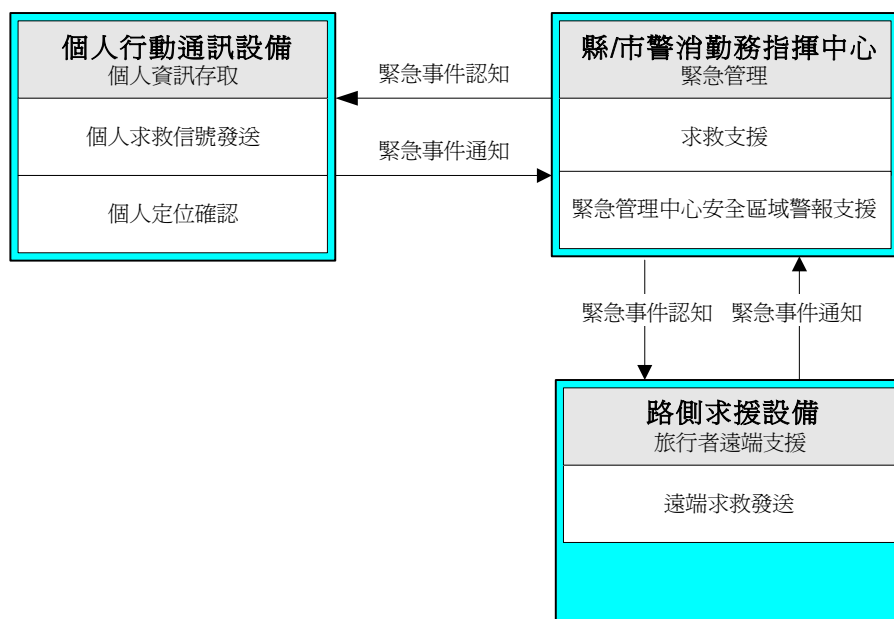 個人行動通訊設備
個人資訊存取
個人求救信號發送
個人定位確認
緊急事件認知
緊急事件通知
縣/市警消勤務指揮中心
緊急管理
求救支援
緊急管理中心安全區域警報支援
緊急事件認知
緊急事件通知
路側求援設備
旅行者遠端支援
遠端求救發送